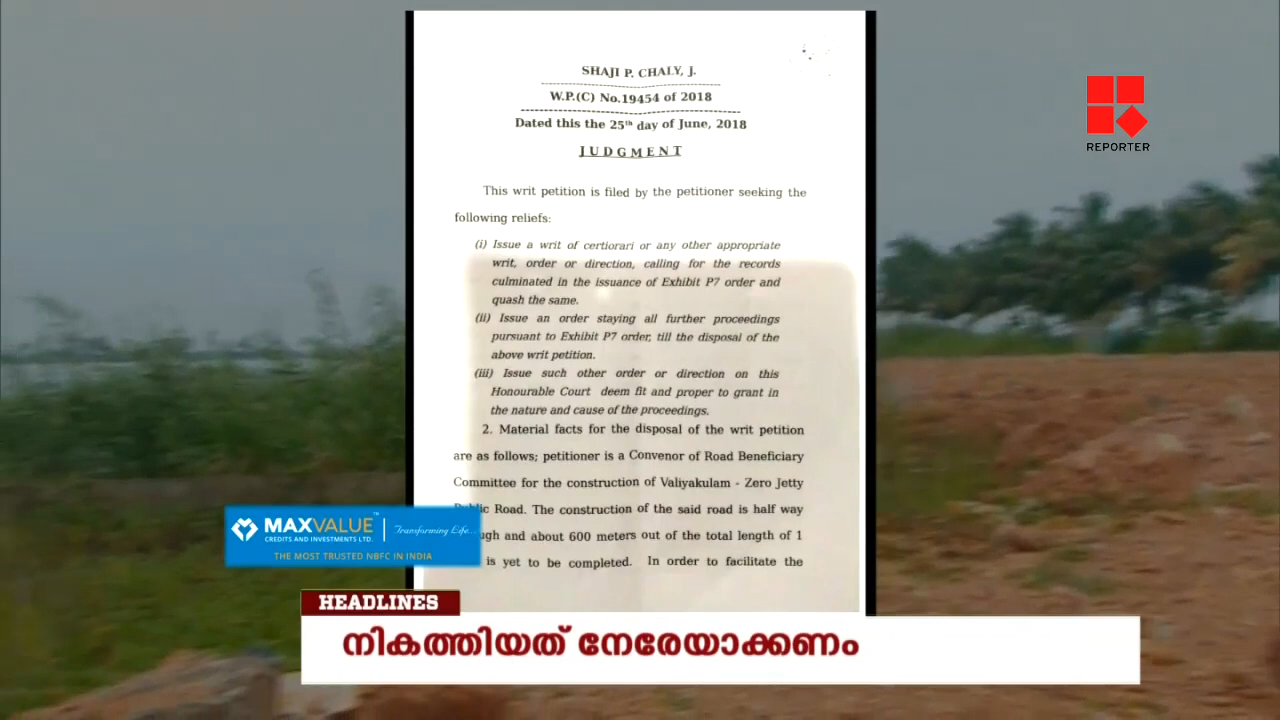 SHAJI P. CHALY, J.
W.P.(C) No.19454 of 2018
Dated this the 25th day of June, 2018
JUDGMENT
This writ petition is filed by the petitioner seeking the
following reliefs:
(i) Issue a writ of certiorari or any other appropriate
writ, order or direction, calling for the records
culminated in the issuance of Exhibit P7 order and
quash the same.
(ii) Issue an order staying all further proceedings
pursuant to Exhibit P7 order, till the disposal of the
above writ petition.
(iii) Issue such other order or direction on this
Honourable Court deem fit and proper to grant in
the nature and cause of the proceedings.
2. Material facts for the disposal of the writ petition
are as follows; petitioner is a Convenor of Road Beneficiary
Committee for the construction of Valiyakulam - Zero Jetty
Road. The construction of the said road is half way
and about 600 meters out of the total length of 1
is yet to be completed. In order to facilitate the
REPORTER
MAXVALUE™
CREDITS AND INVESTMENTS LTD.
Transforming Life...
THE MOST TRUSTED NBFC IN INDIA
HEADLINES
നികത്തിയത് നേരേയാക്കണം